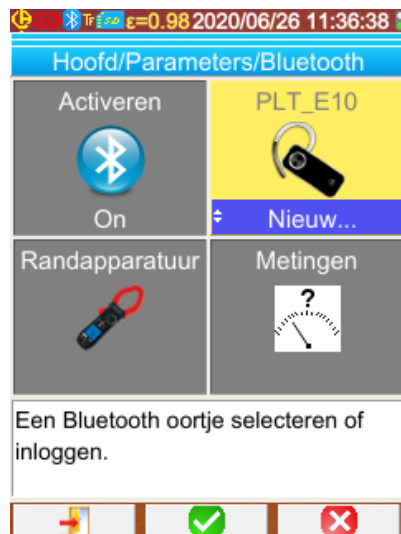 TF ε=0.98 2020/06/26 11:36:38
Hoofd/Parameters/Bluetooth
Activeren
On
PLT_E10
Nieuw...
Randapparatuur
Metingen
?
Een Bluetooth oortje selecteren of
inloggen.